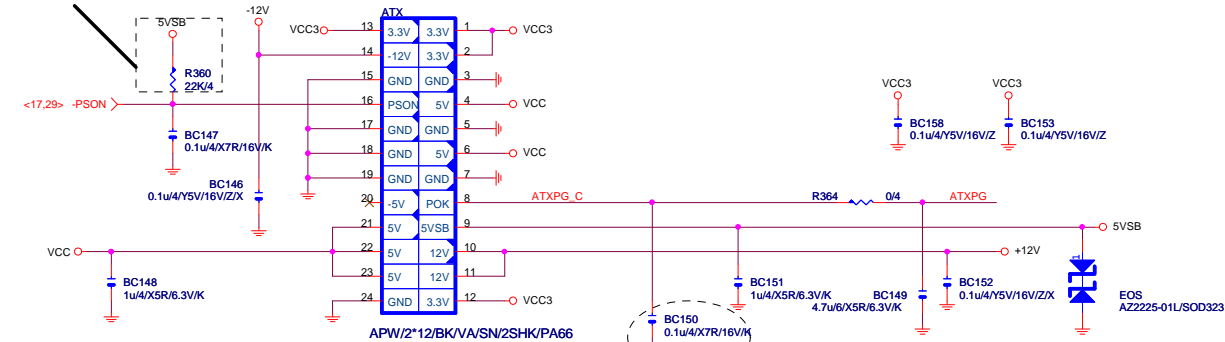 -12V
ATX
5VSB
VCC3 13 3.3V 3.3V 1 VCC3
14 -12V 3.3V 2
R360
22K/4
15 GND GND 3
VCC3 VCC3
<17,29> -PSON 16 PSON 5V 4 VCC
BC147
0.1u/4/X7R/16V/K
17 GND GND 5
BC158
0.1u/4/Y5V/16V/Z
BC153
0.1u/4/Y5V/16V/Z
18 GND 5V 6 VCC
19 GND GND 7
BC146
0.1u/4/Y5V/16V/Z/X
20 -5V POK 8 ATXPG_C R364 0/4 ATXPG
21 5V 5VSB 9 5VSB
VCC 22 5V 12V 10 +12V
23 5V 12V 11
1
BC148
1u/4/X5R/6.3V/K
BC151
1u/4/X5R/6.3V/K
BC149
4.7u/6/X5R/6.3V/K
BC152
0.1u/4/Y5V/16V/Z/X
EOS
AZ2225-01L/SOD323
24 GND 3.3V 12 VCC3
BC150
0.1u/4/X7R/16V/K
APW/2*12/BK/VA/SN/2SHK/PA66